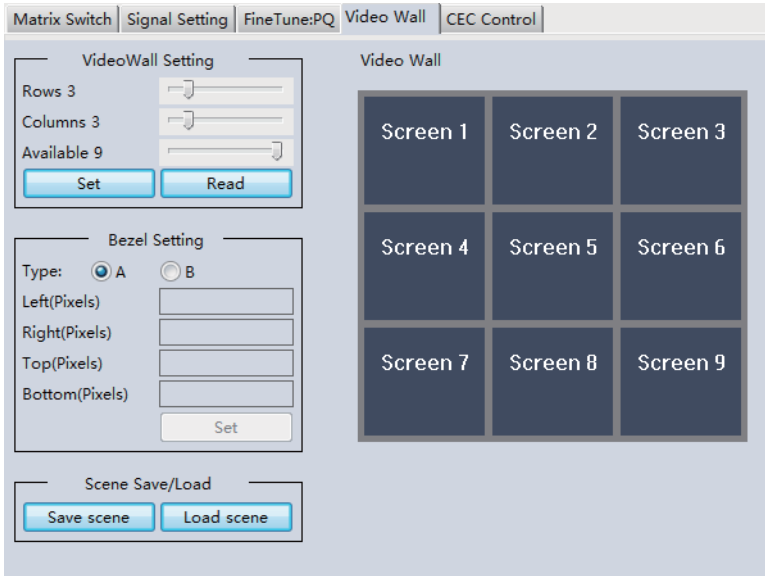 Matrix Switch Signal Setting FineTune:PQ Video Wall CEC Control
VideoWall Setting
Rows 3
Columns 3
Available 9
Set Read
Bezel Setting
Type: A B
Left(Pixels)
Right(Pixels)
Top(Pixels)
Bottom(Pixels)
Set
Scene Save/Load
Save scene Load scene
Video Wall
Screen 1 Screen 2 Screen 3
Screen 4 Screen 5 Screen 6
Screen 7 Screen 8 Screen 9